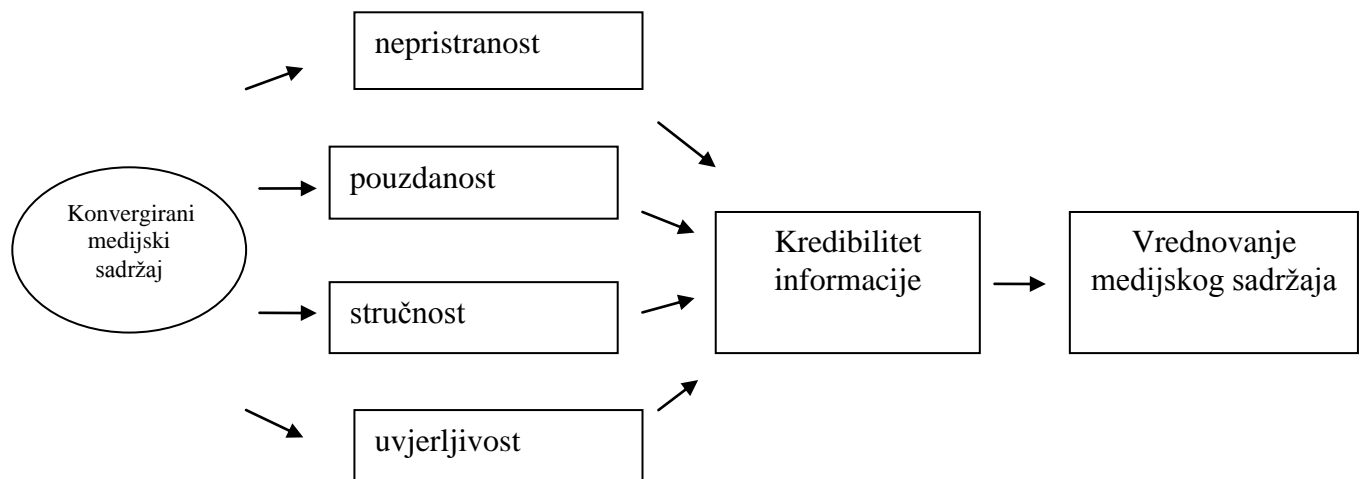 Konvergirani
medijski
sadržaj
nepristranost
pouzdanost
stručnost
uvjerljivost
Kredibilitet
informacije
Vrednovanje
medijskog sadržaja